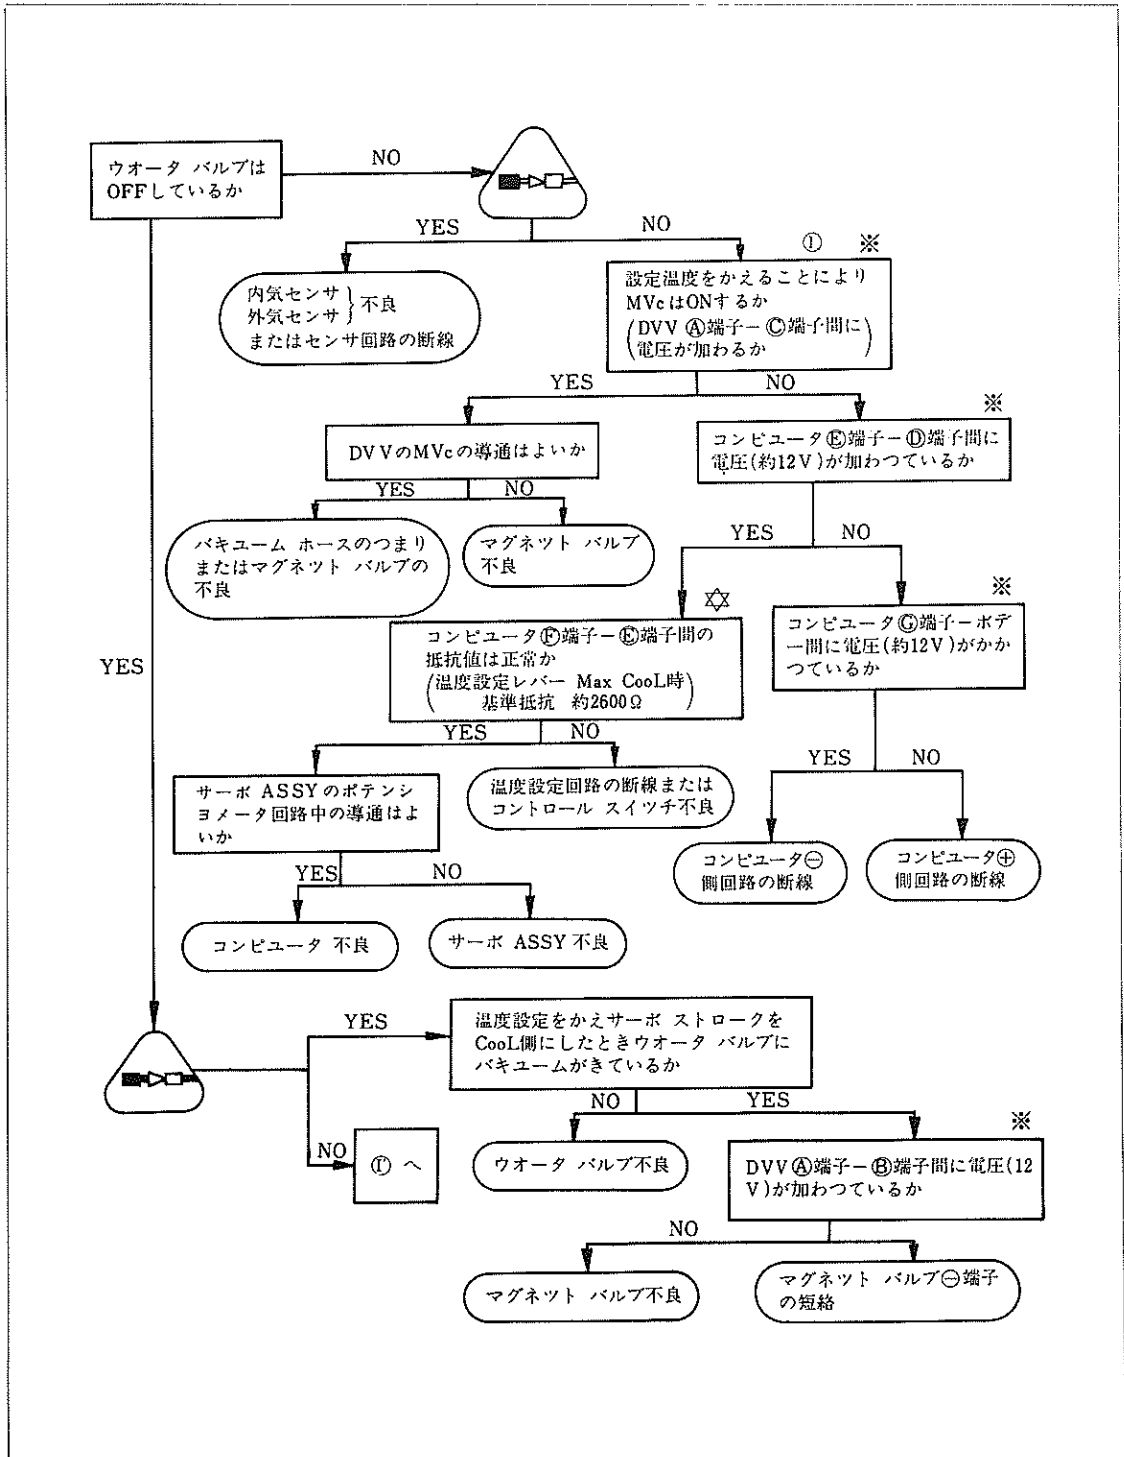 ウオータ バルブは
OFFしているか
NO
YES
NO
内気センサ
外気センサ
}不良
またはセンサ回路の断線
① ※
設定温度をかえることにより
MVcはONするか
(DVV Ⓐ端子－Ⓒ端子間に
電圧が加わるか)
YES
NO
DVVのMVcの導通はよいか
※
コンピユータⒺ端子－Ⓓ端子間に
電圧(約12V)が加わつているか
YES
NO
バキユーム ホースのつまり
またはマグネツト バルブの
不良
マグネツト バルブ
不良
YES
NO
☆
コンピユータⒻ端子－Ⓔ端子間の
抵抗値は正常か
(温度設定レバー Max CooL時
基準抵抗 約2600Ω)
※
コンピユータⒼ端子－ボデ
ー間に電圧(約12V)がかか
つているか
YES
YES
NO
サーボ ASSYのポテンシ
ヨメータ回路中の導通はよ
いか
温度設定回路の断線または
コントロール スイツチ不良
YES
NO
コンピユータ⊖
側回路の断線
コンピユータ⊕
側回路の断線
YES
NO
コンピユータ 不良
サーボ ASSY 不良
YES
温度設定をかえサーボ ストロークを
CooL側にしたときウオータ バルブに
バキユームがきているか
NO
へ
NO
YES
ウオータ バルブ不良
※
DVVⒶ端子－Ⓑ端子間に電圧(12
V)が加わつているか
NO
YES
マグネツト バルブ不良
マグネツト バルブ⊖端子
の短絡